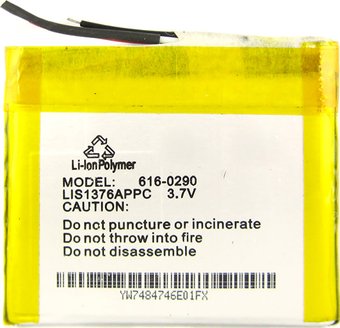 Li-Ion Polymer
MODEL: 616-0290
LIS1376APPC 3.7V
CAUTION:
Do not puncture or incinerate
Do not throw into fire
Do not disassemble
YW7484746E01FX